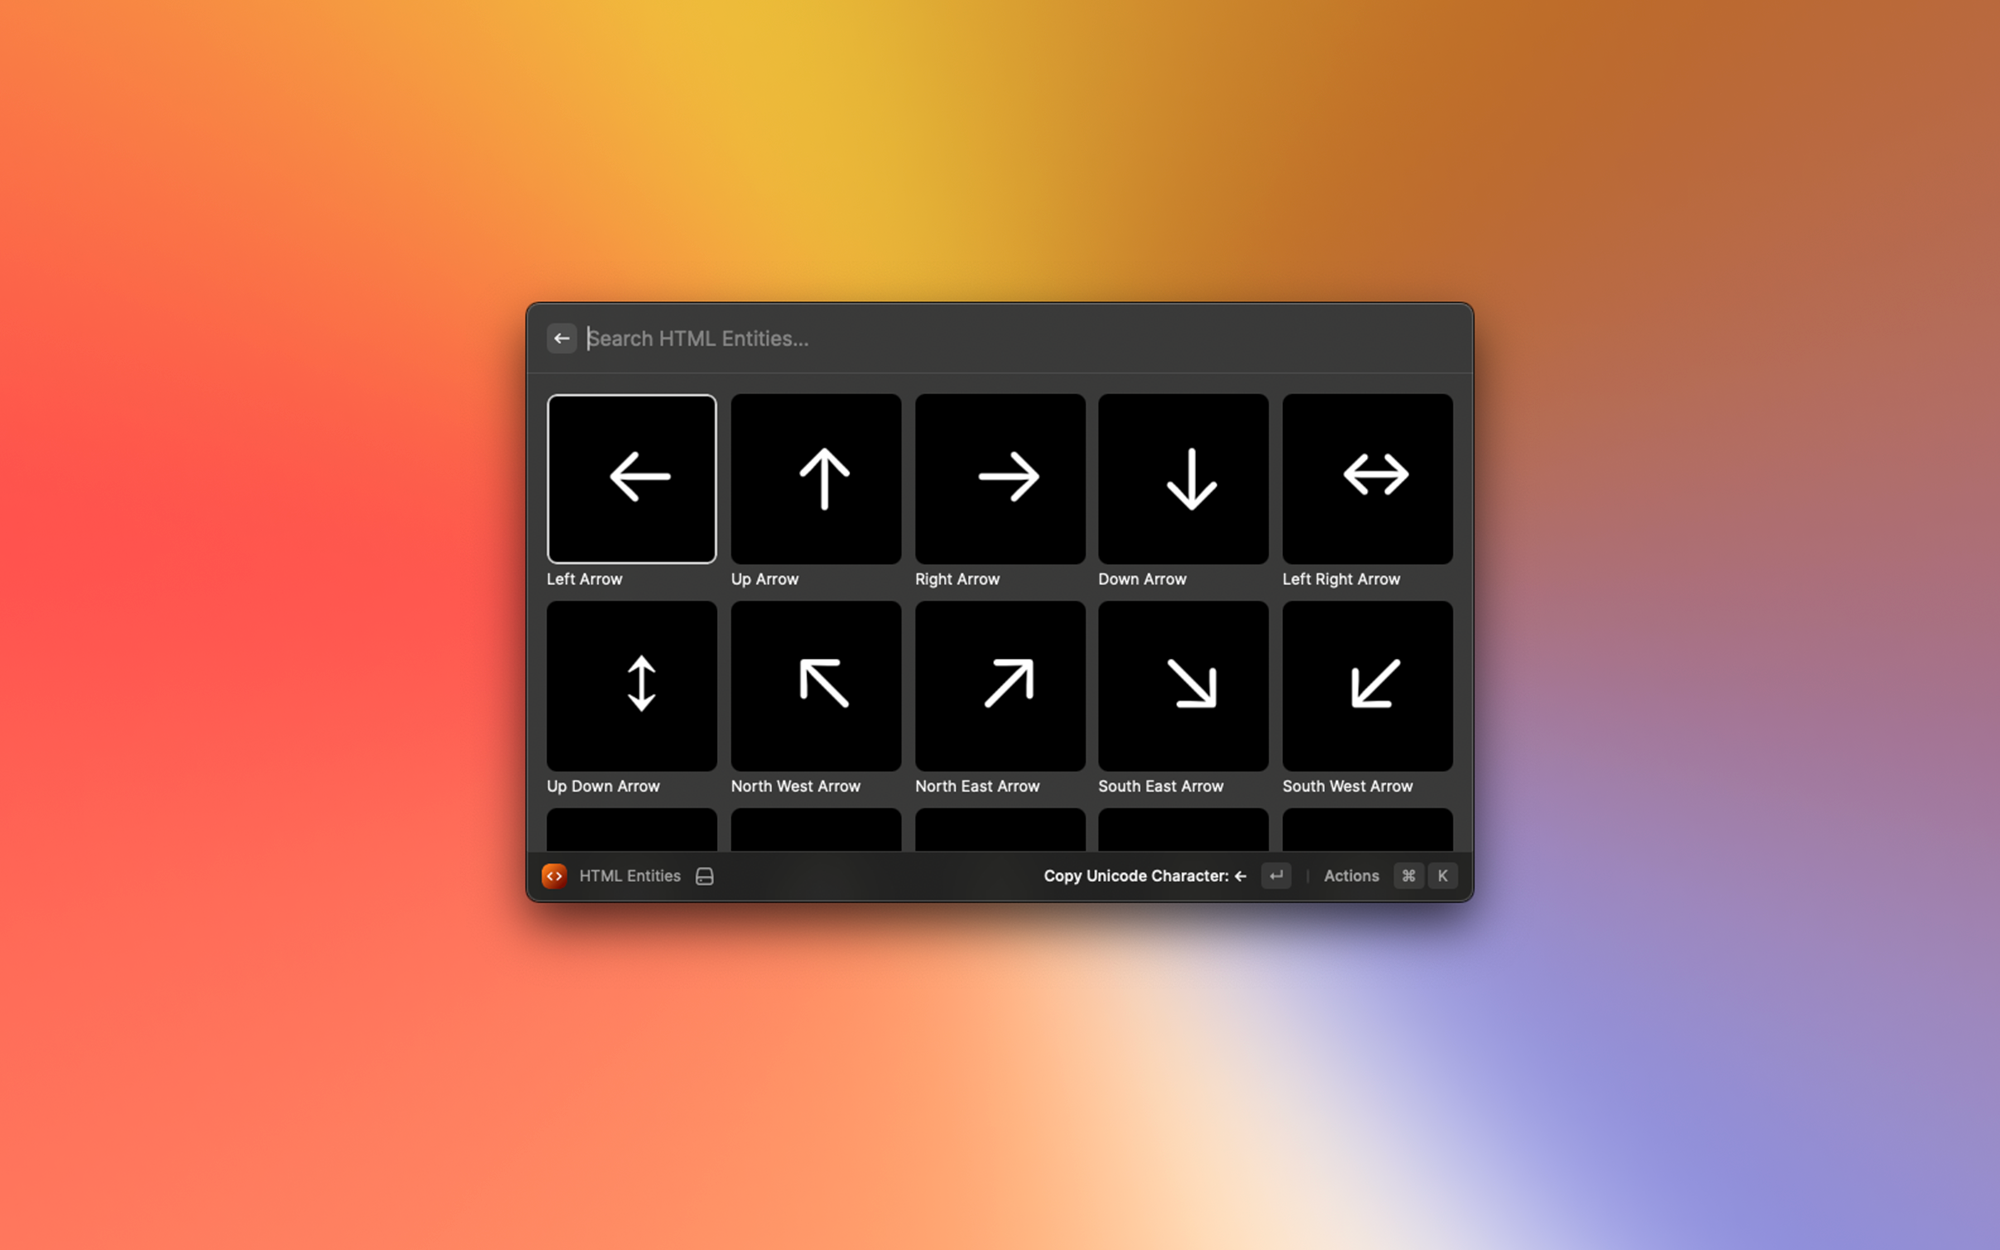 Search HTML Entities...
Left Arrow
Up Arrow
Right Arrow
Down Arrow
Left Right Arrow
Up Down Arrow
North West Arrow
North East Arrow
South East Arrow
South West Arrow
HTML Entities
Copy Unicode Character: ←
Actions ⌘ K